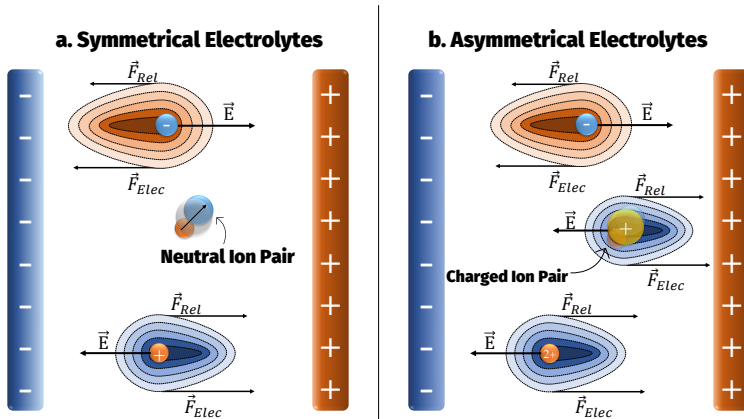 a. Symmetrical Electrolytes
- - - - - - - - -
+ + + + + + + + +
F⃗Rel
-
E⃗
F⃗Elec
Neutral Ion Pair
F⃗Rel
E⃗
+
F⃗Elec
b. Asymmetrical Electrolytes
- - - - - - - - -
+ + + + + + + + +
F⃗Rel
-
E⃗
F⃗Elec
F⃗Rel
E⃗
+
Charged Ion Pair
F⃗Elec
F⃗Rel
E⃗
2+
F⃗Elec